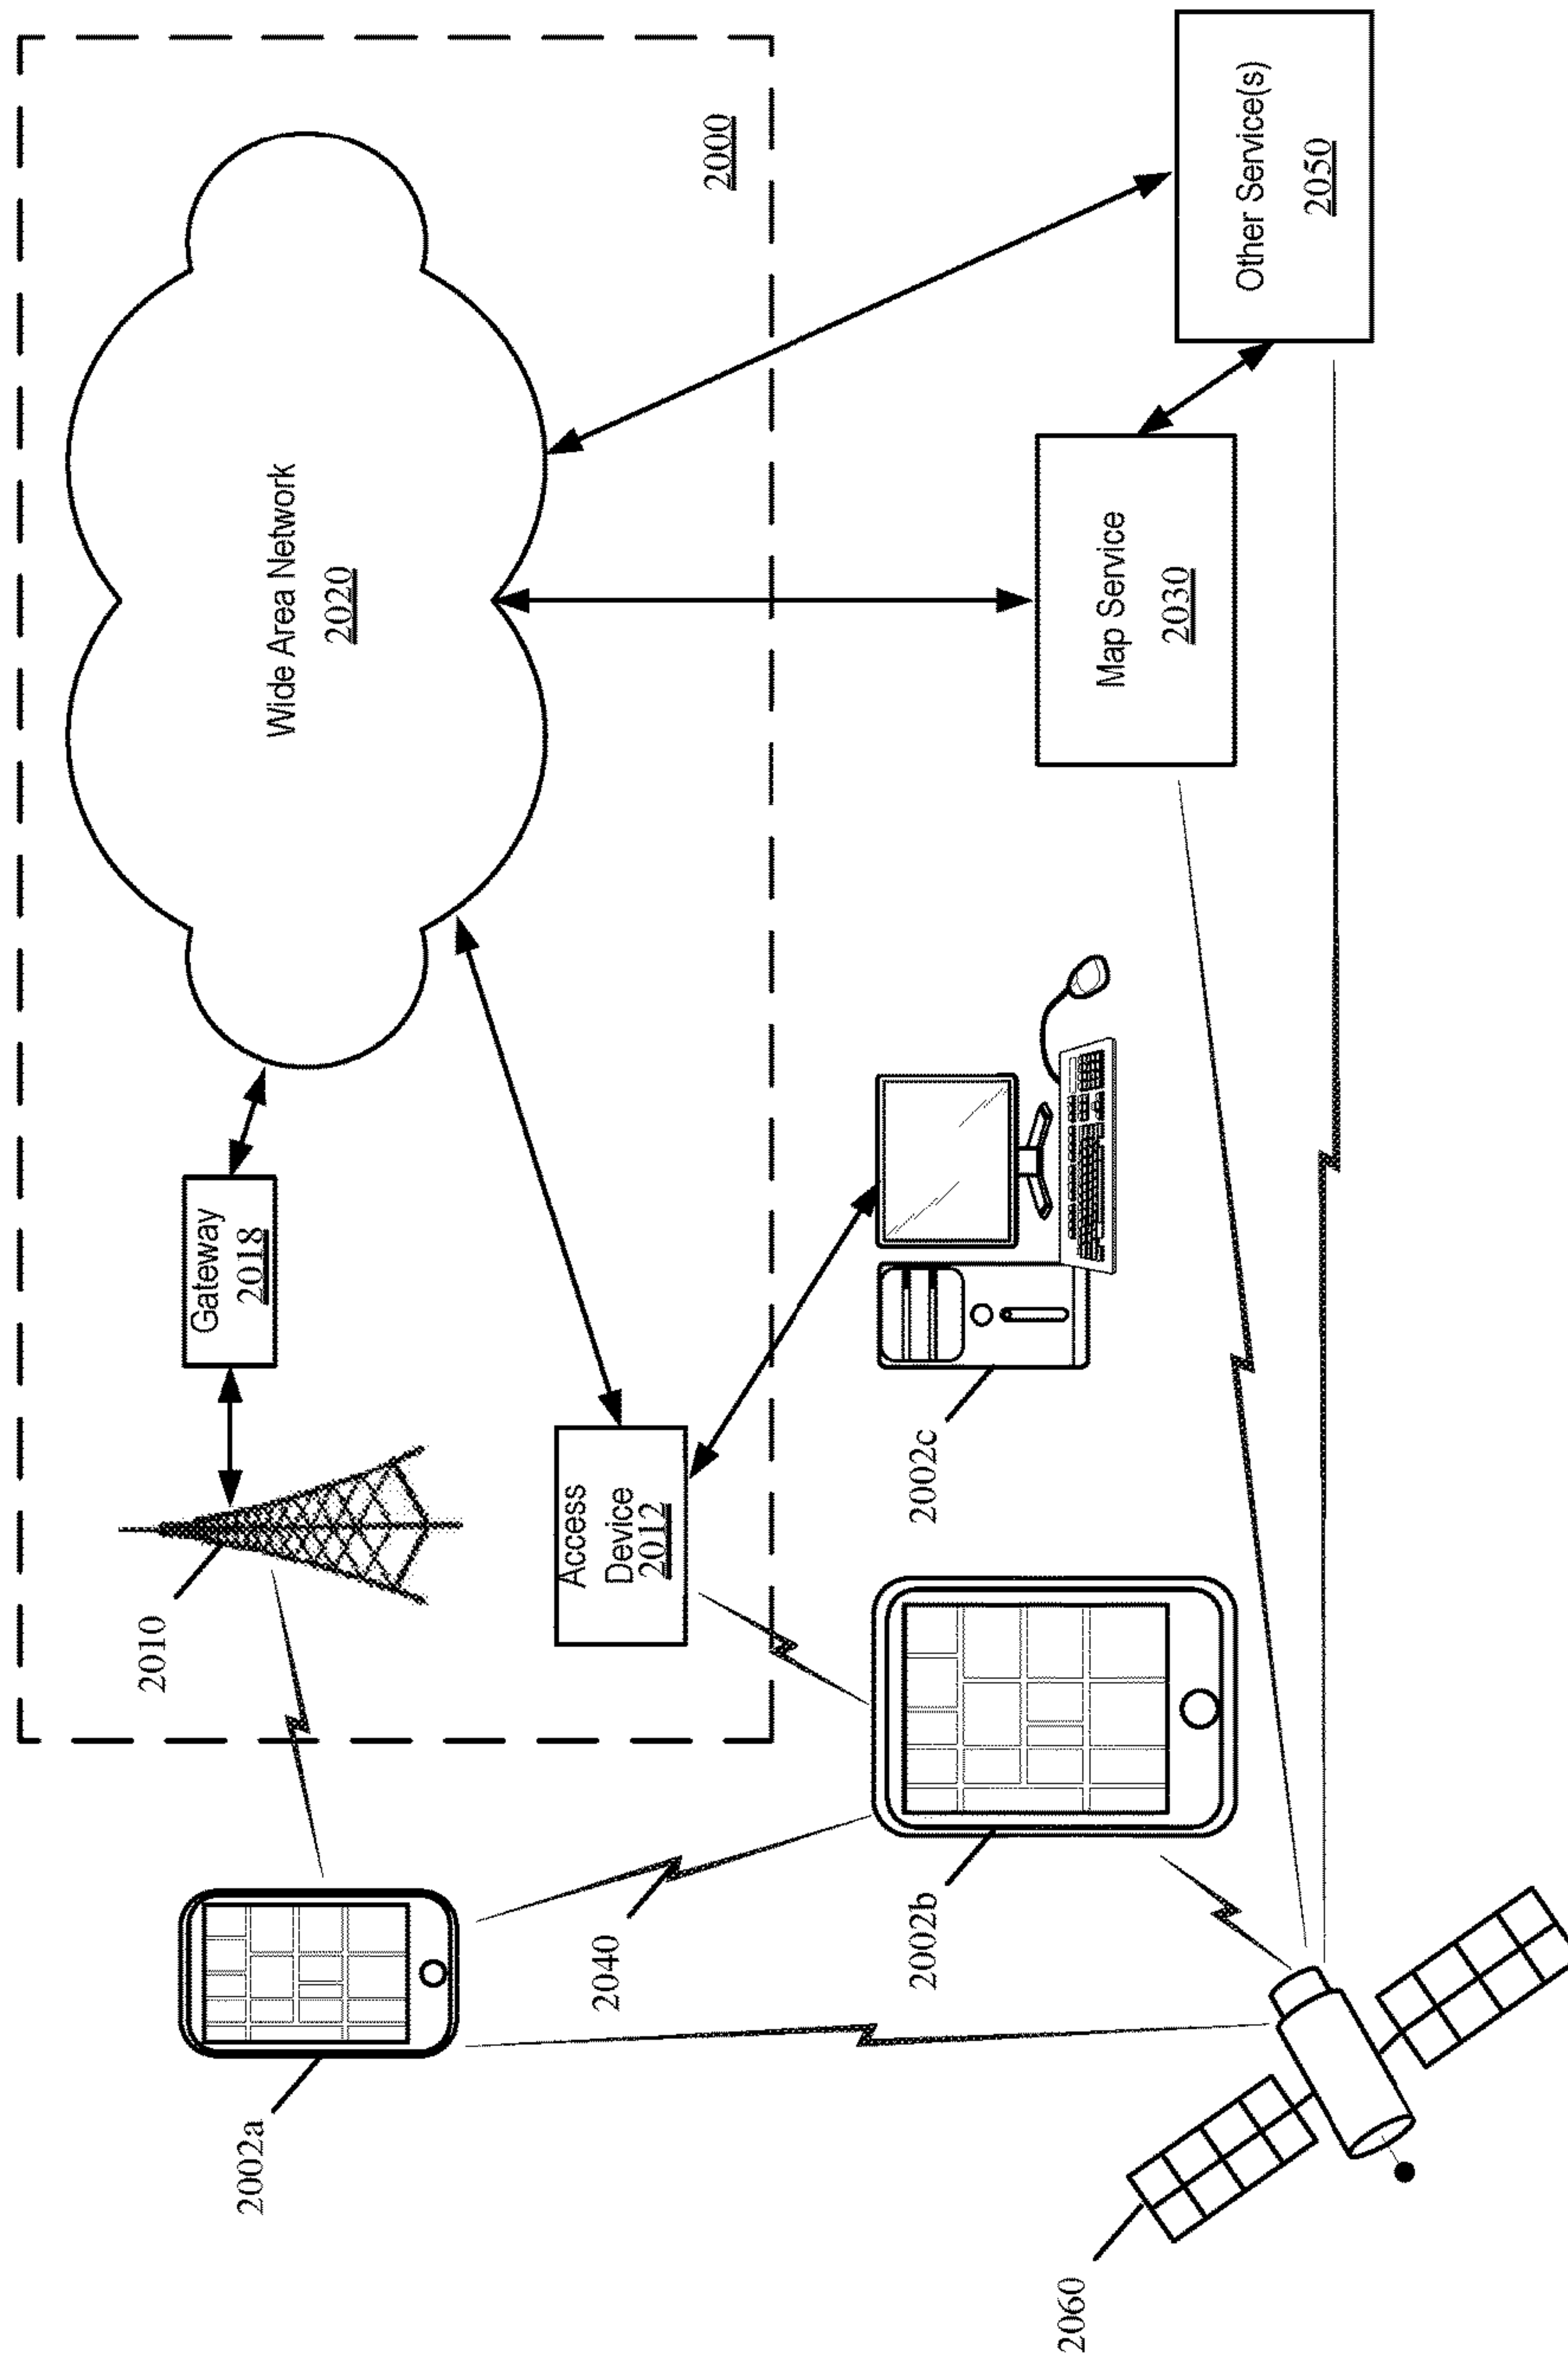 2002a
2010
Gateway
2018
Wide Area Network
2020
2000
2040
Access
Device
2012
2002b
2002c
2060
Map Service
2030
Other Service(s)
2050